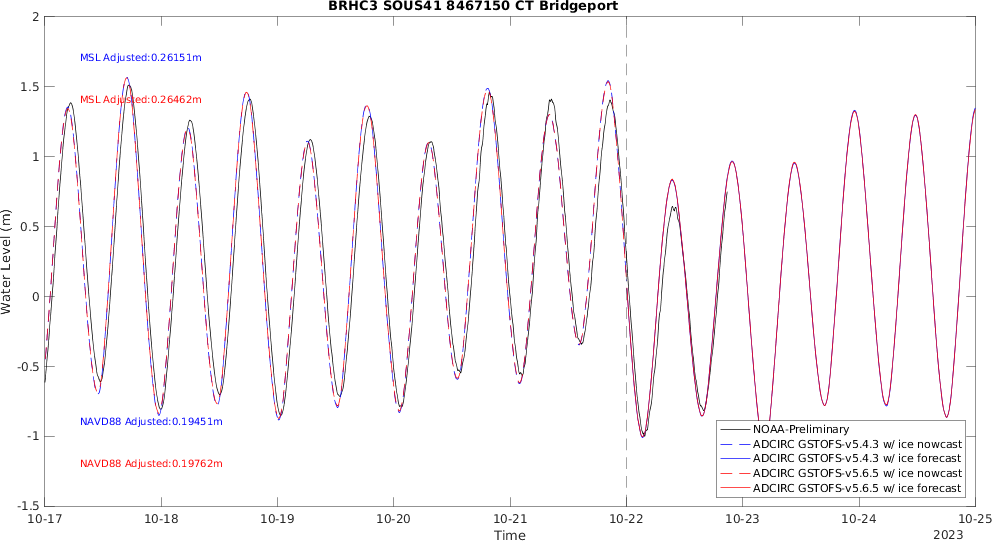 BRHC3 SOUS41 8467150 CT Bridgeport
2
1.5
1
0.5
0
-0.5
-1
-1.5
Water Level (m)
MSL Adjusted:0.26151m
MSL Adjusted:0.26462m
NAVD88 Adjusted:0.19451m
NAVD88 Adjusted:0.19762m
NOAA-Preliminary
ADCIRC GSTOFS-v5.4.3 w/ ice nowcast
ADCIRC GSTOFS-v5.4.3 w/ ice forecast
ADCIRC GSTOFS-v5.6.5 w/ ice nowcast
ADCIRC GSTOFS-v5.6.5 w/ ice forecast
10-17 10-18 10-19 10-20 10-21 10-22 10-23 10-24 10-25
Time
2023